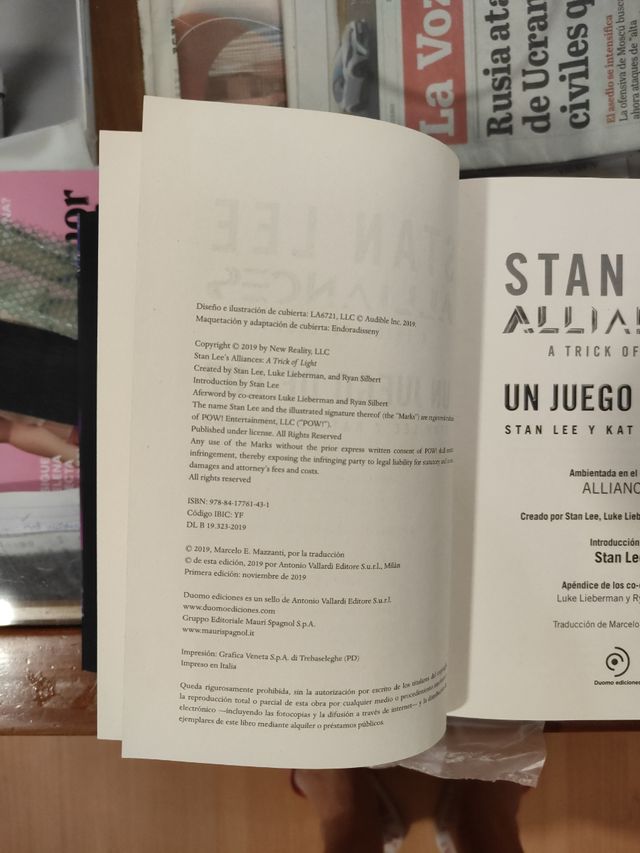 La Voz
Rusia ata
de Ucran
civiles q
El asedio se intensifica
La ofensiva de Moscú busc
ahora ataques de "alta
STAN LEE
Diseño e ilustración de cubierta: LA6721, LLC © Audible Inc. 2019.
Maquetación y adaptación de cubierta: Endoradisseny
Copyright © 2019 by New Reality, LLC
Stan Lee's Alliances: A Trick of Light
Created by Stan Lee, Luke Lieberman, and Ryan Silbert
Introduction by Stan Lee
Aferword by co-creators Luke Lieberman and Ryan Silbert
The name Stan Lee and the illustrated signature thereof (the "Marks") are registered marks
of POW! Entertainment, LLC ("POW!").
Published under license. All Rights Reserved
Any use of the Marks without the prior express written consent of POW! shall
infringement, thereby exposing the infringing party to legal liability for statutory and
damages and attorney's fees and costs.
All rights reserved
ISBN: 978-84-17761-43-1
Código IBIC: YF
DL B 19.323-2019
© 2019, Marcelo E. Mazzanti, por la traducción
© de esta edición, 2019 por Antonio Vallardi Editore S.u.r.l., Milán
Primera edición: noviembre de 2019
Duomo ediciones es un sello de Antonio Vallardi Editore S.u.r.l.
www.duomoediciones.com
Gruppo Editoriale Mauri Spagnol S.p.A.
www.maurispagnol.it
Impresión: Grafica Veneta S.p.A. di Trebaseleghe (PD)
Impreso en Italia
Queda rigurosamente prohibida, sin la autorización por escrito de los titulares del copyright,
la reproducción total o parcial de esta obra por cualquier medio o procedimiento
electrónico —incluyendo las fotocopias y la difusión a través de internet— y la
ejemplares de este libro mediante alquiler o préstamos públicos.
STAN
ALLIAN
A TRICK OF
UN JUEGO
STAN LEE Y KAT
Ambientada en el
ALLIANC
Creado por Stan Lee, Luke Lieb
Introducción
Stan Le
Apéndice de los co-c
Luke Lieberman y Ry
Traducción de Marcelo
Duomo ediciones